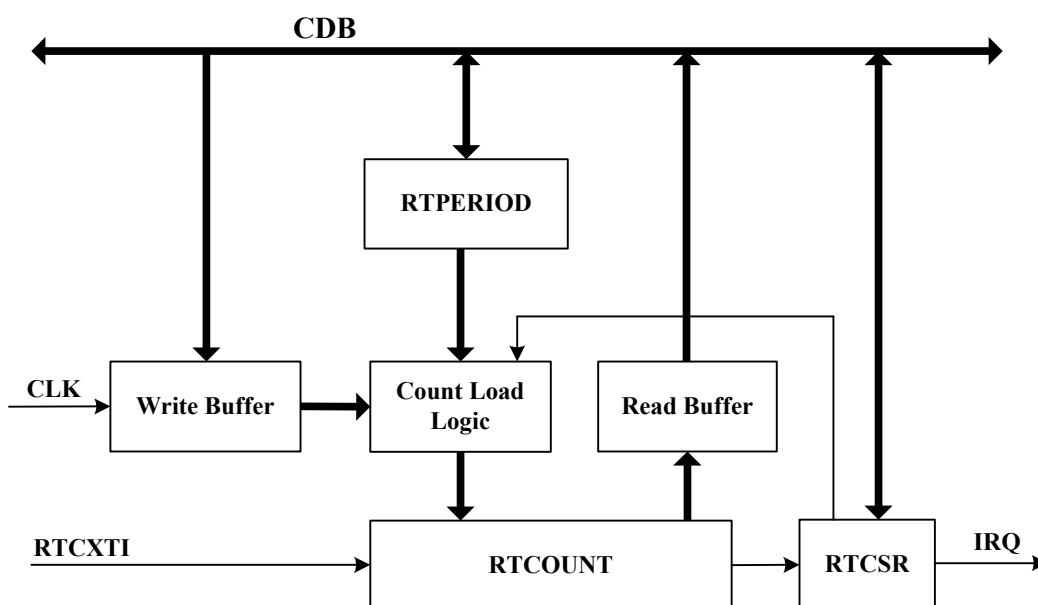 CDB
RTPERIOD
CLK
Write Buffer
Count Load
Logic
Read Buffer
RTCXTI
RTCOUNT
RTCSR
IRQ